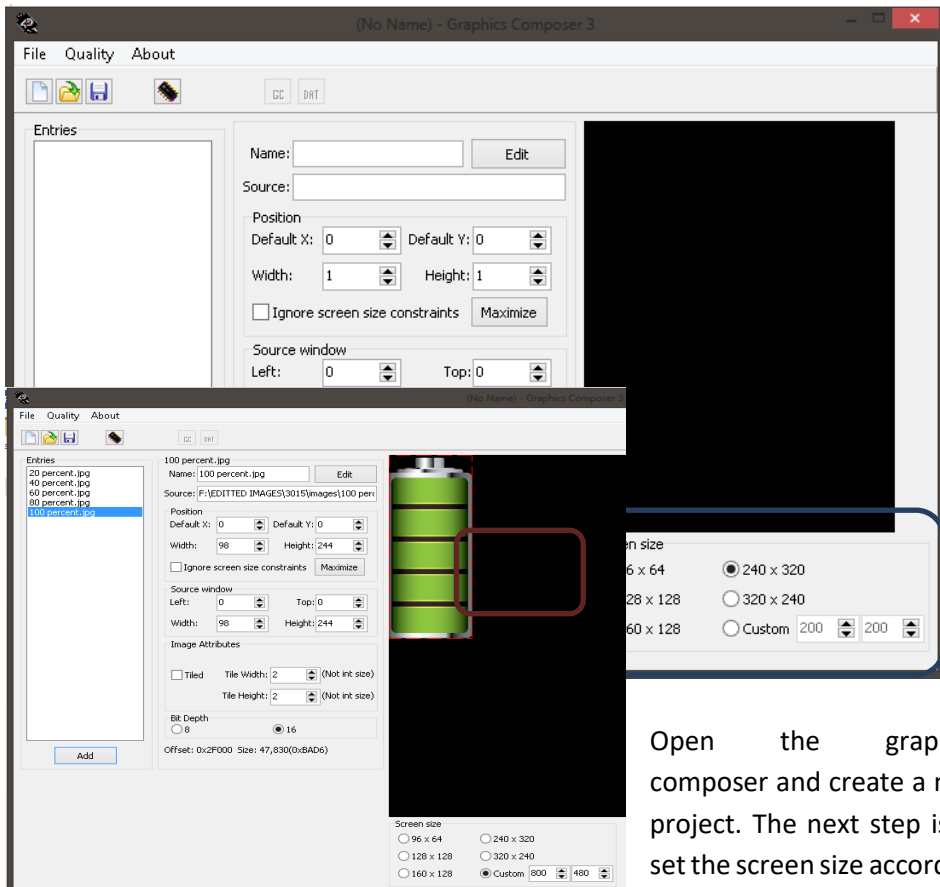 (No Name) - Graphics Composer 3
File Quality About
GC DAT
Entries
Name: Edit
Source:
Position
Default X: 0 Default Y: 0
Width: 1 Height: 1
Ignore screen size constraints Maximize
Source window
Left: 0 Top: 0
(No Name) - Graphics Composer 3
File Quality About
GC DAT
Entries
20 percent.jpg
40 percent.jpg
60 percent.jpg
80 percent.jpg
100 percent.jpg
Add
100 percent.jpg
Name: 100 percent.jpg Edit
Source: F:\EDITTED IMAGES\3015\images\100 perc
Position
Default X: 0 Default Y: 0
Width: 98 Height: 244
Ignore screen size constraints Maximize
Source window
Left: 0 Top: 0
Width: 98 Height: 244
Image Attributes
Tiled Tile Width: 2 (Not int size)
Tile Height: 2 (Not int size)
Bit Depth
8 16
Offset: 0x2F000 Size: 47,830(0xBAD6)
Screen size
96 x 64 240 x 320
128 x 128 320 x 240
160 x 128 Custom 800 480
en size
6 x 64 240 x 320
28 x 128 320 x 240
60 x 128 Custom 200 200
Open the grap
composer and create a
project. The next step is
set the screen size accord